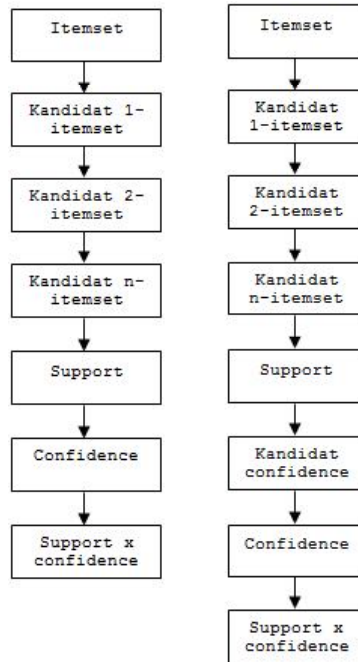 Itemset
Kandidat 1-
itemset
Kandidat 2-
itemset
Kandidat n-
itemset
Support
Confidence
Support x
confidence
Itemset
Kandidat
1-itemset
Kandidat
2-itemset
Kandidat
n-itemset
Support
Kandidat
confidence
Confidence
Support x
confidence